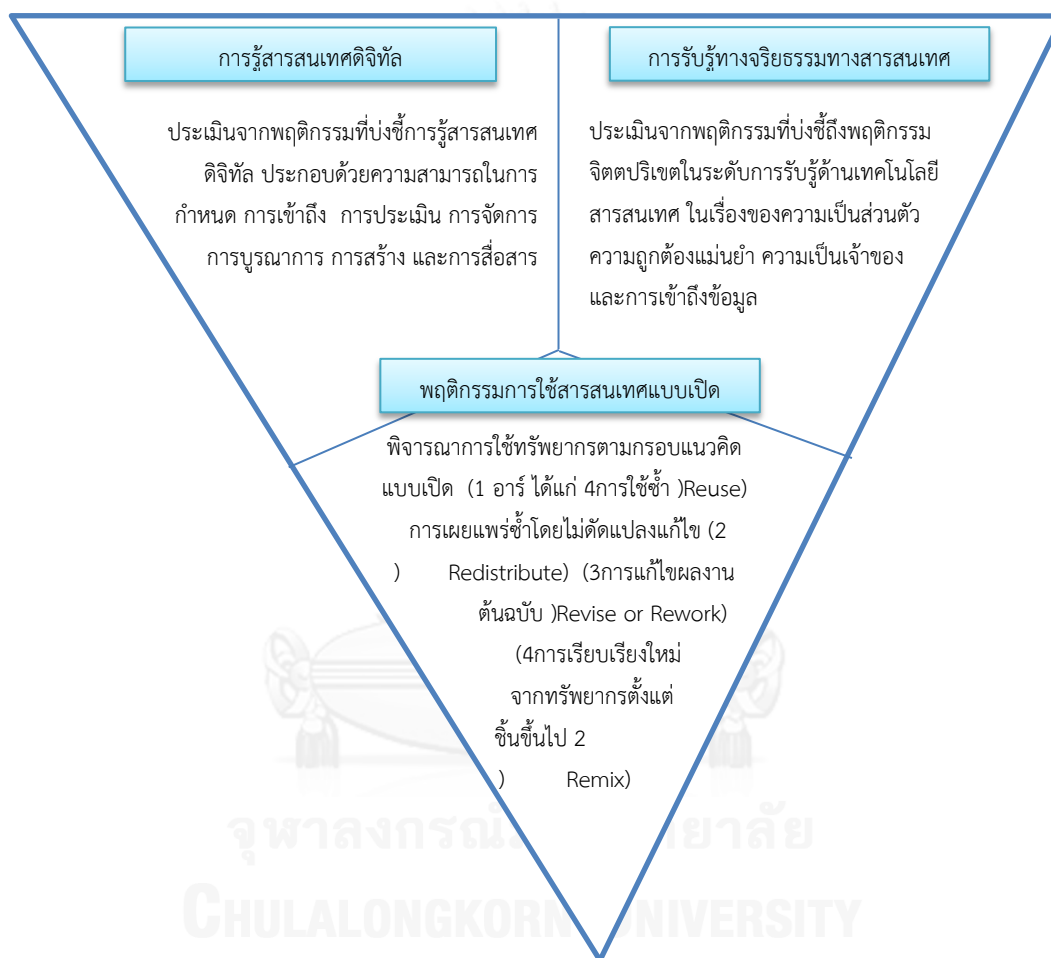 การรู้สารสนเทศดิจิทัล
ประเมินจากพฤติกรรมที่บ่งชี้การรู้สารสนเทศ
ดิจิทัล ประกอบด้วยความสามารถในการ
กำหนด การเข้าถึง การประเมิน การจัดการ
การบูรณาการ การสร้าง และการสื่อสาร
การรับรู้ทางจริยธรรมทางสารสนเทศ
ประเมินจากพฤติกรรมที่บ่งชี้ถึงพฤติกรรม
จิตตปริเขตในระดับการรับรู้ด้านเทคโนโลยี
สารสนเทศ ในเรื่องของความเป็นส่วนตัว
ความถูกต้องแม่นยำ ความเป็นเจ้าของ
และการเข้าถึงข้อมูล
พฤติกรรมการใช้สารสนเทศแบบเปิด
พิจารณาการใช้ทรัพยากรตามกรอบแนวคิด
แบบเปิด (1 อาร์ ได้แก่ 4การใช้ซ้ำ )Reuse)
การเผยแพร่ซ้ำโดยไม่ดัดแปลงแก้ไข (2
) Redistribute) (3การแก้ไขผลงาน
ต้นฉบับ )Revise or Rework)
(4การเรียบเรียงใหม่
จากทรัพยากรตั้งแต่
ชิ้นขึ้นไป 2
) Remix)
CHULALONGKORN UNIVERSITY